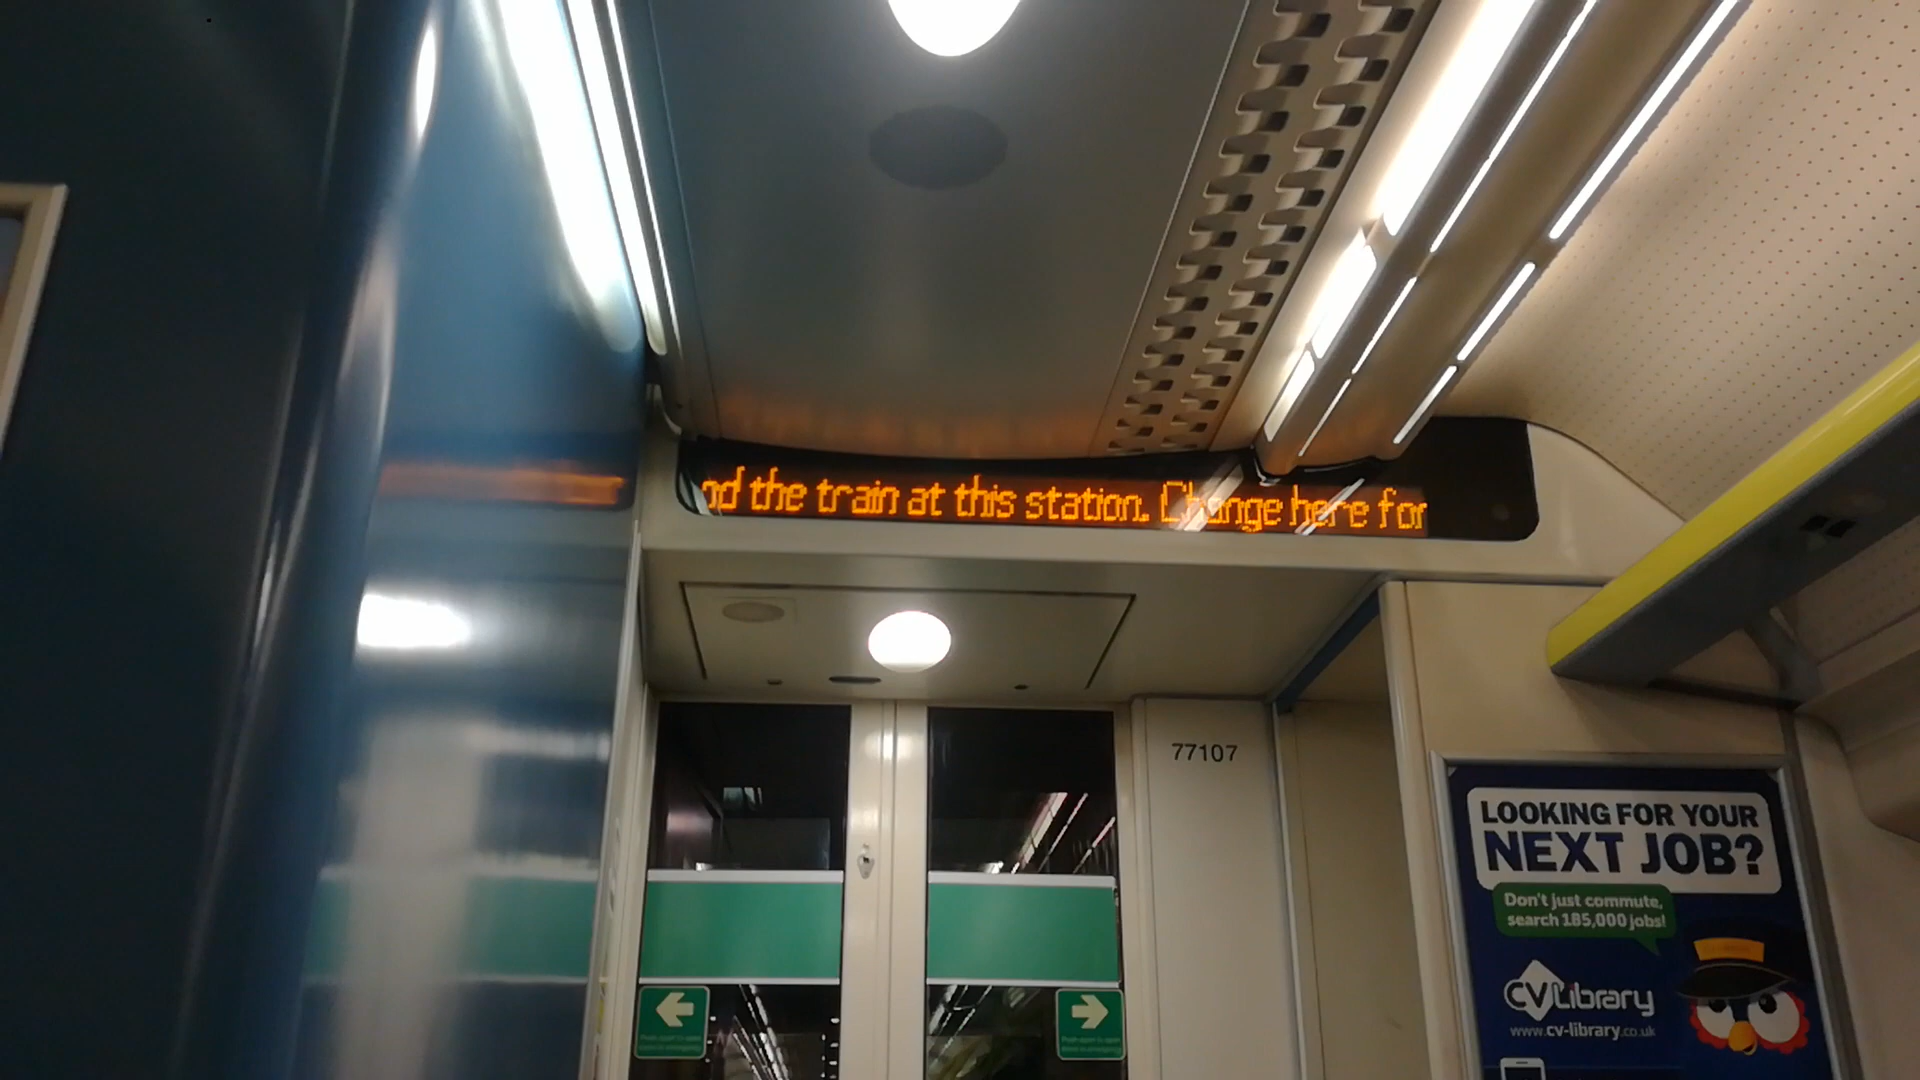 nd the train at this station. Change here for
77107
LOOKING FOR YOUR
NEXT JOB?
Don't just commute,
search 185,000 jobs!
CV Library
www.cv-library.co.uk